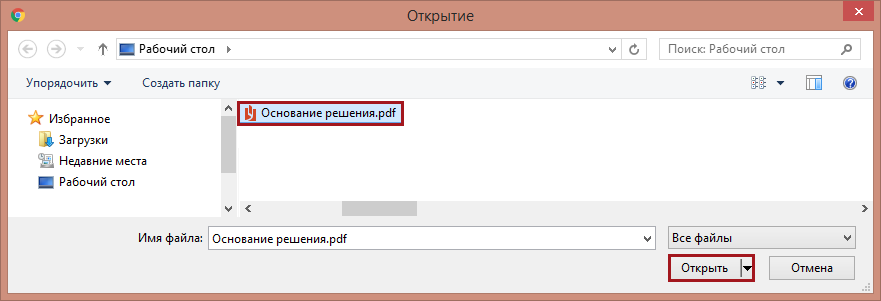 Открытие
Рабочий стол
Поиск: Рабочий стол
Упорядочить
Создать папку
Избранное
Загрузки
Недавние места
Рабочий стол
Основание решения.pdf
Имя файла:
Основание решения.pdf
Все файлы
Открыть
Отмена